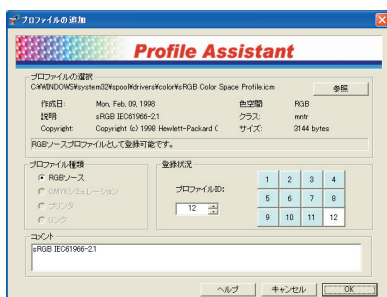 プロファイルの追加
Profile Assistant
プロファイルの選択
C:¥WINDOWS¥system32¥spool¥drivers¥color¥sRGB Color Space Profile.icm
参照
作成日: Mon, Feb, 09, 1998 色空間: RGB
説明: sRGB IEC61966-2.1 クラス: mntr
Copyright: Copyright (c) 1998 Hewlett-Packard ( サイズ: 3144 bytes
RGBソースプロファイルとして登録可能です。
プロファイル種類
RGBソース
CMYKシミュレーション
プリンタ
リンク
登録状況
プロファイルID:
12
1 2 3 4
5 6 7 8
9 10 11 12
コメント
sRGB IEC61966-2.1
ヘルプ キャンセル OK